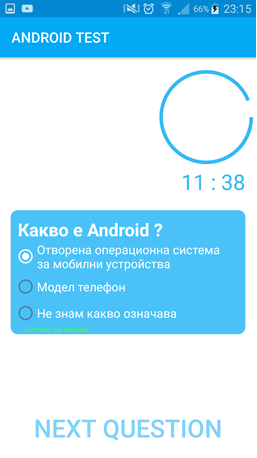 66% 23:15
ANDROID TEST
11 : 38
Какво е Android ?
Отворена операционна система
за мобилни устройства
Модел телефон
Не знам какво означава
NEXT QUESTION